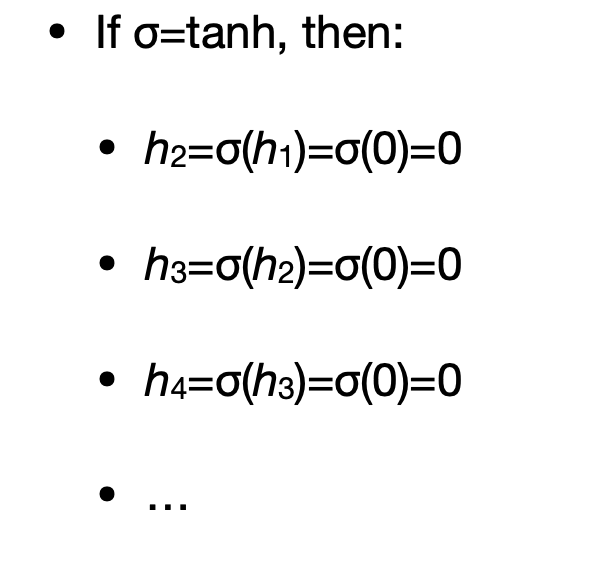 • If σ=tanh, then:
• h₂=σ(h₁)=σ(0)=0
• h₃=σ(h₂)=σ(0)=0
• h₄=σ(h₃)=σ(0)=0
• …